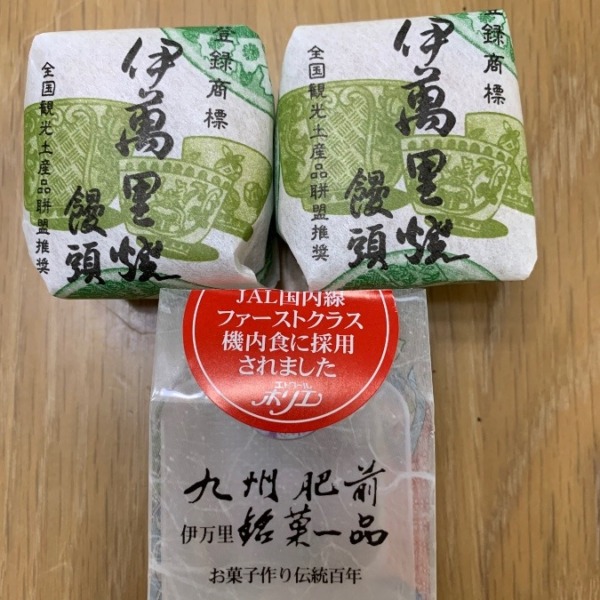 登録商標
伊萬里焼
饅頭
全国観光土産品聯盟推奨
登録商標
伊萬里焼
饅頭
全国観光土産品聯盟推奨
JAL国内線
ファーストクラス
機内食に採用
されました
エトワール
ホリエ
九州肥前
伊万里銘菓一品
お菓子作り伝統百年